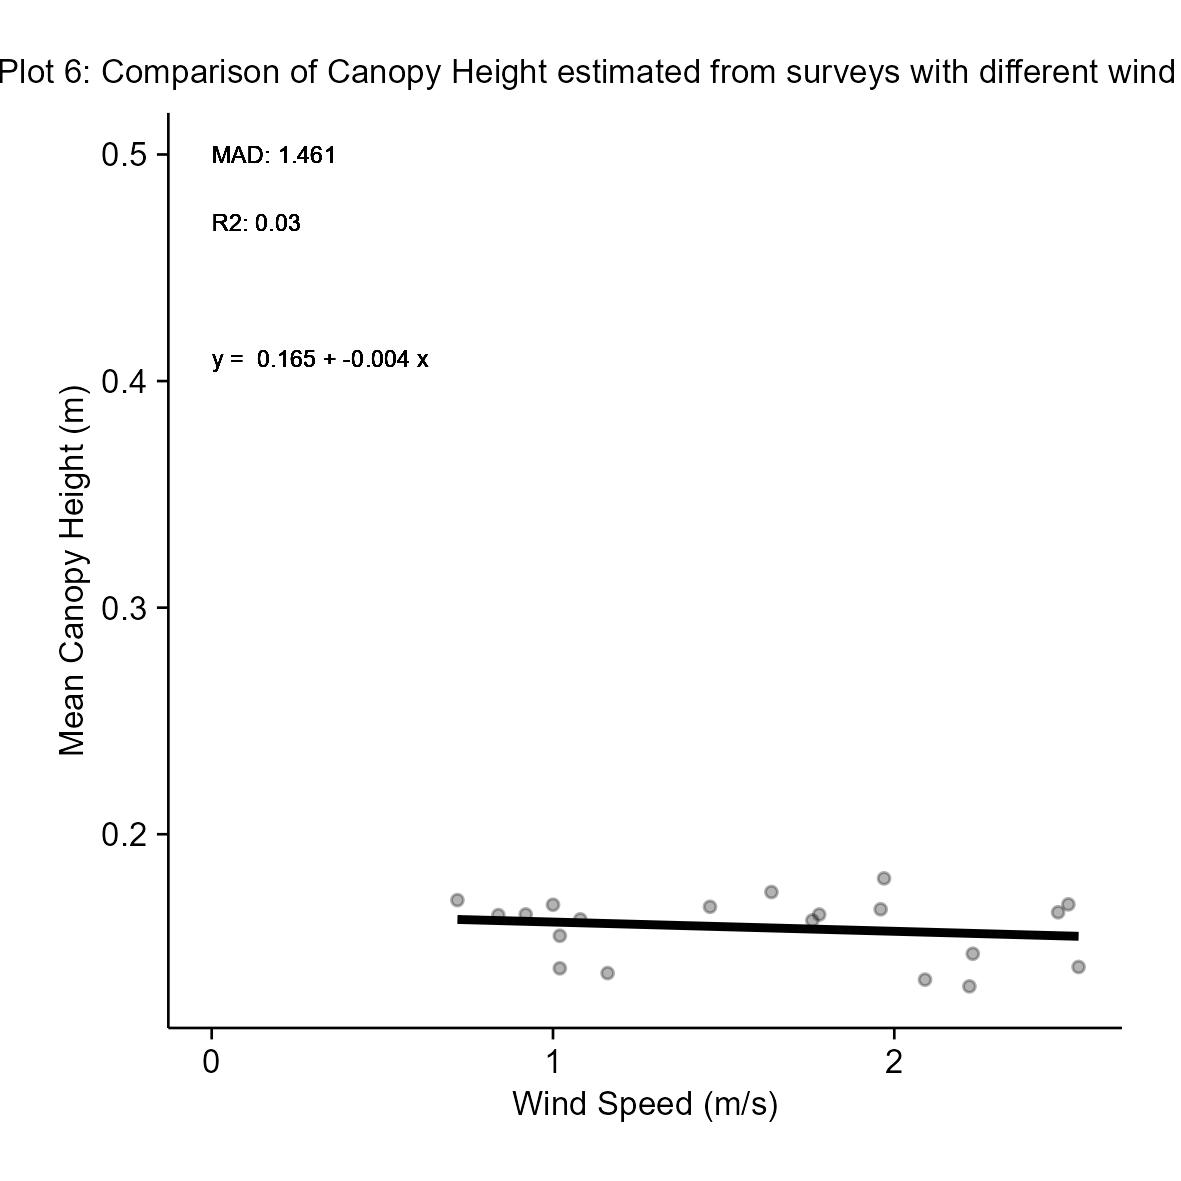 Plot 6: Comparison of Canopy Height estimated from surveys with different wind
0.5
MAD: 1.461
R2: 0.03
y =  0.165 + -0.004 x
0.4
Mean Canopy Height (m)
0.3
0.2
0
1
2
Wind Speed (m/s)